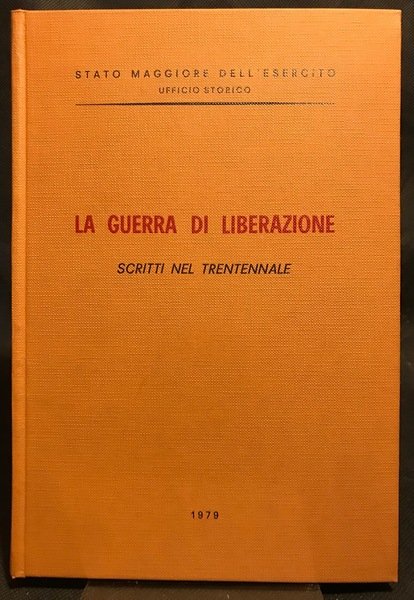 STATO MAGGIORE DELL'ESERCITO
UFFICIO STORICO
LA GUERRA DI LIBERAZIONE
SCRITTI NEL TRENTENNALE
1979